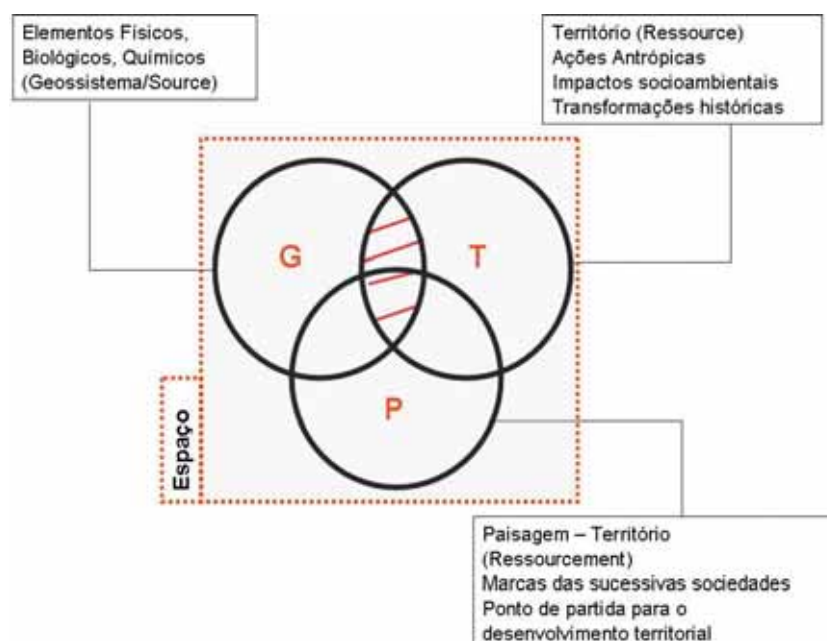 Elementos Físicos,
Biológicos, Químicos
(Geossistema/Source)
Território (Ressource)
Ações Antrópicas
Impactos socioambientais
Transformações históricas
G
T
P
Espaço
Paisagem – Território
(Ressourcement)
Marcas das sucessivas sociedades
Ponto de partida para o
desenvolvimento territorial